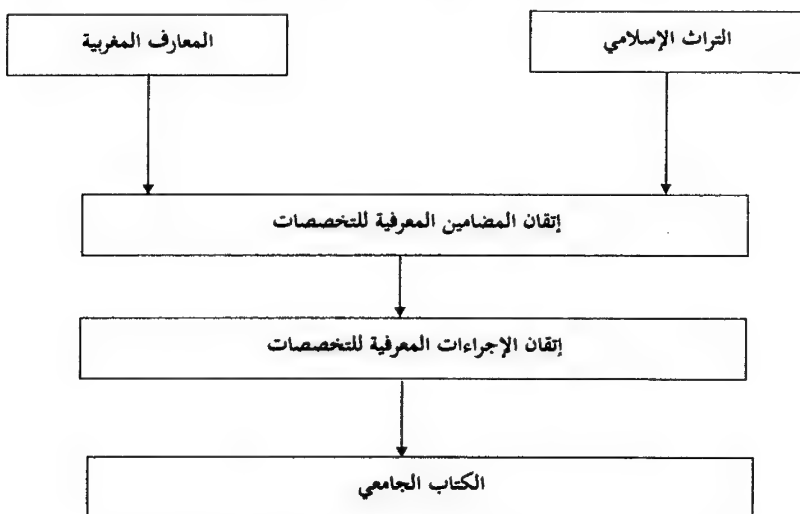 التراث الإسلامي
المعارف المغربية
إتقان المضامين المعرفية للتخصصات
إتقان الإجراءات المعرفية للتخصصات
الكتاب الجامعي